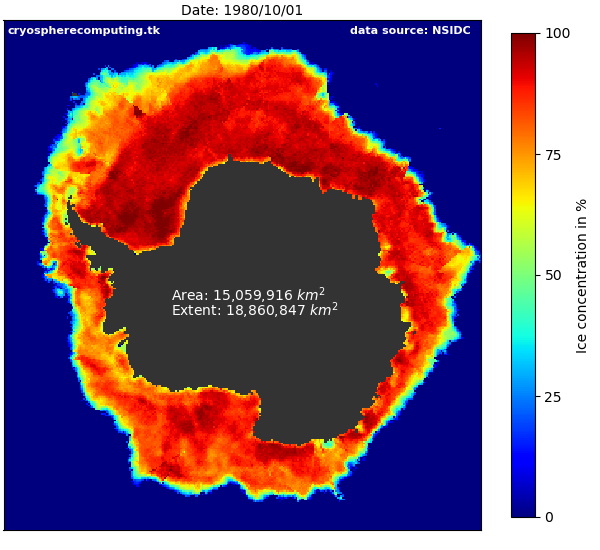 Date: 1980/10/01
cryospherecomputing.tk
data source: NSIDC
Area: 15,059,916 km²
Extent: 18,860,847 km²
100
75
50
25
0
Ice concentration in %